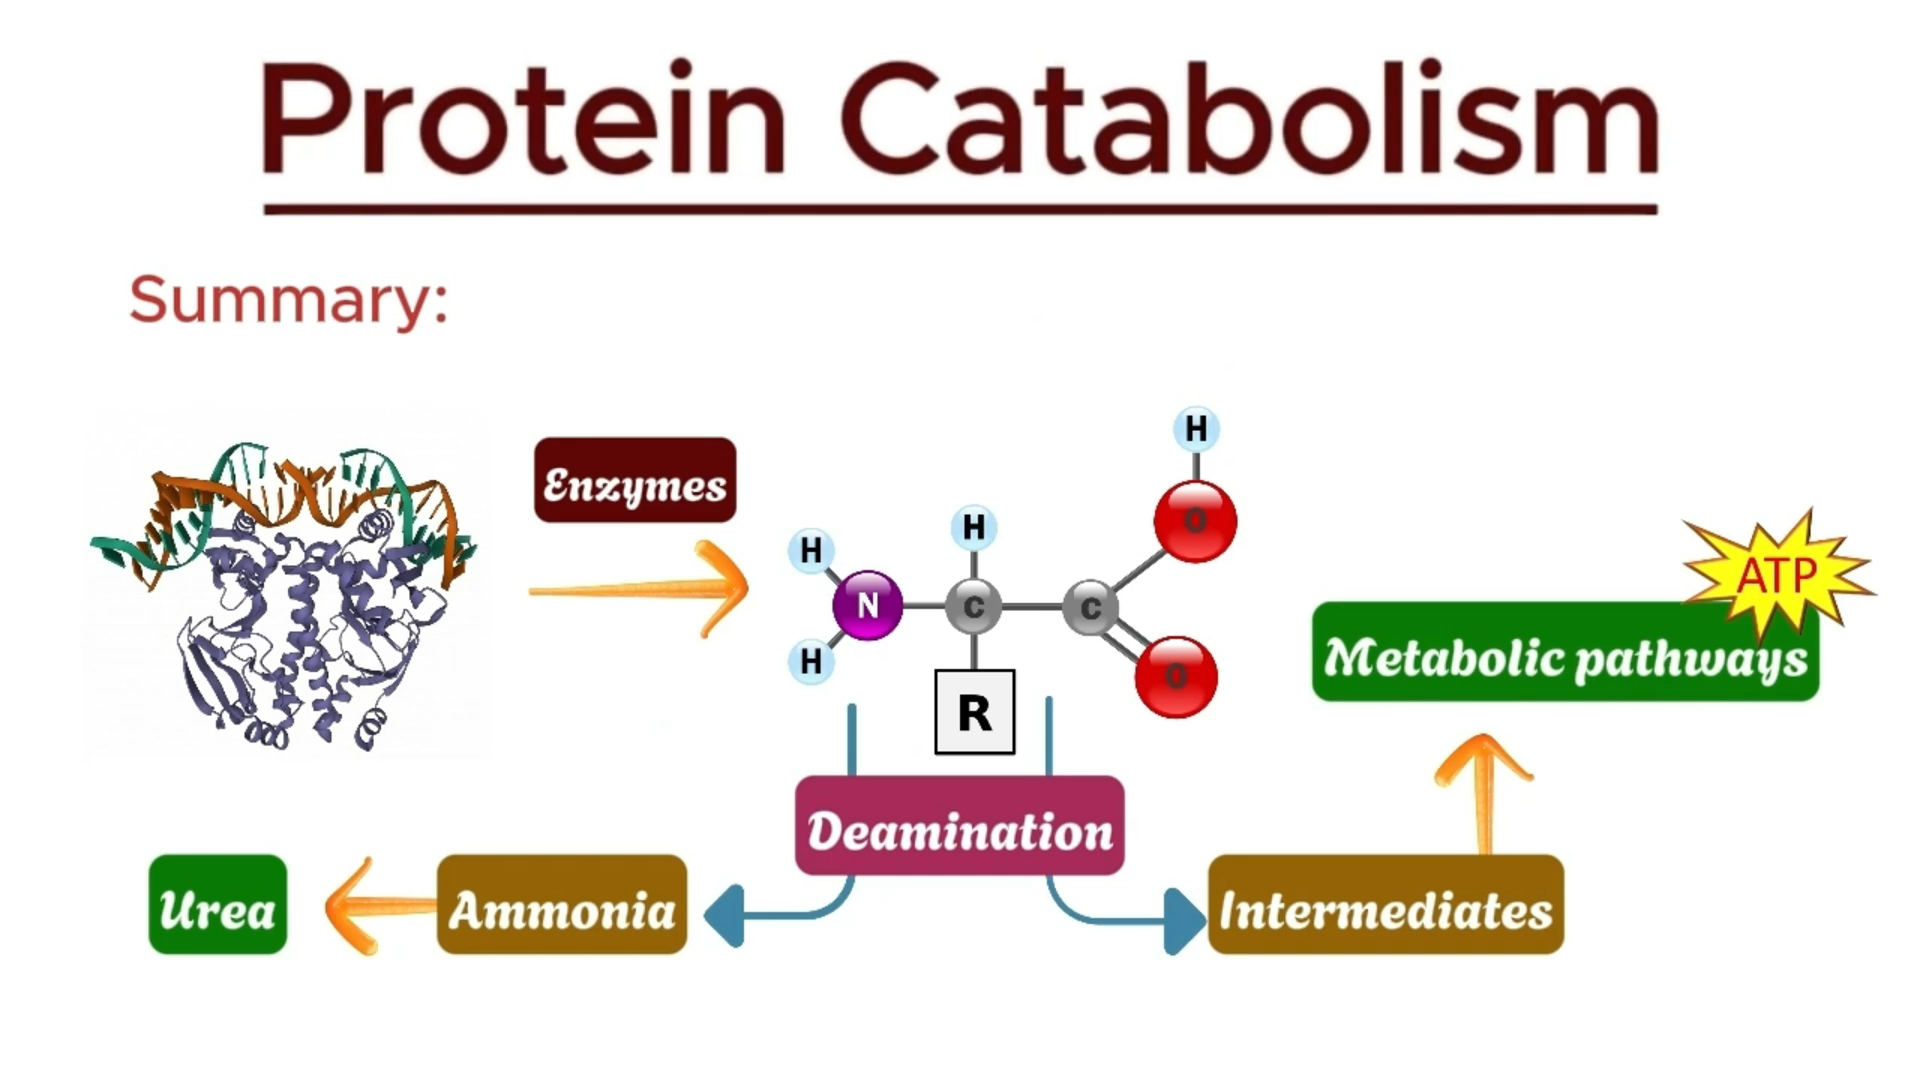 Protein Catabolism
Summary:
Enzymes
H
H
H
O
N
C
C
H
O
R
ATP
Metabolic pathways
Deamination
Urea
Ammonia
Intermediates